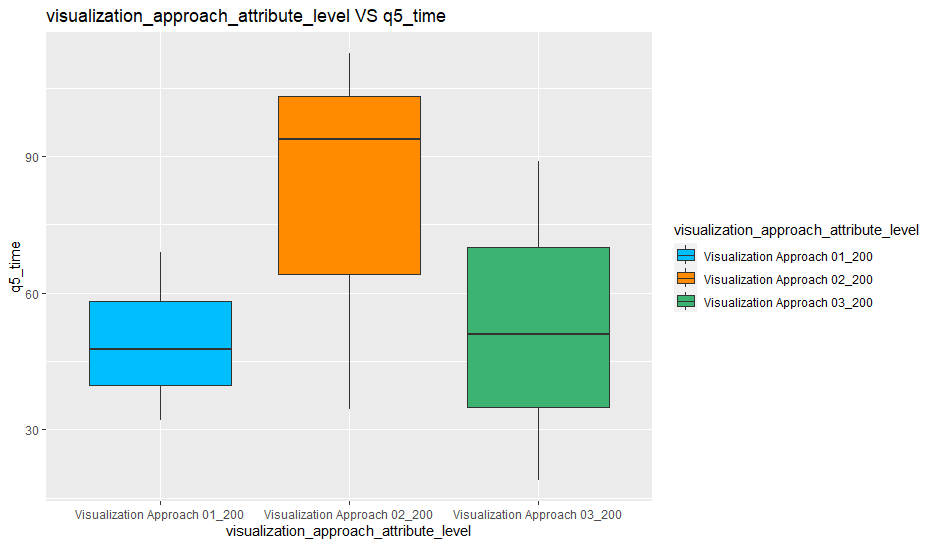 visualization_approach_attribute_level VS q5_time
q5_time
90
60
30
Visualization Approach 01_200
Visualization Approach 02_200
Visualization Approach 03_200
visualization_approach_attribute_level
visualization_approach_attribute_level
Visualization Approach 01_200
Visualization Approach 02_200
Visualization Approach 03_200